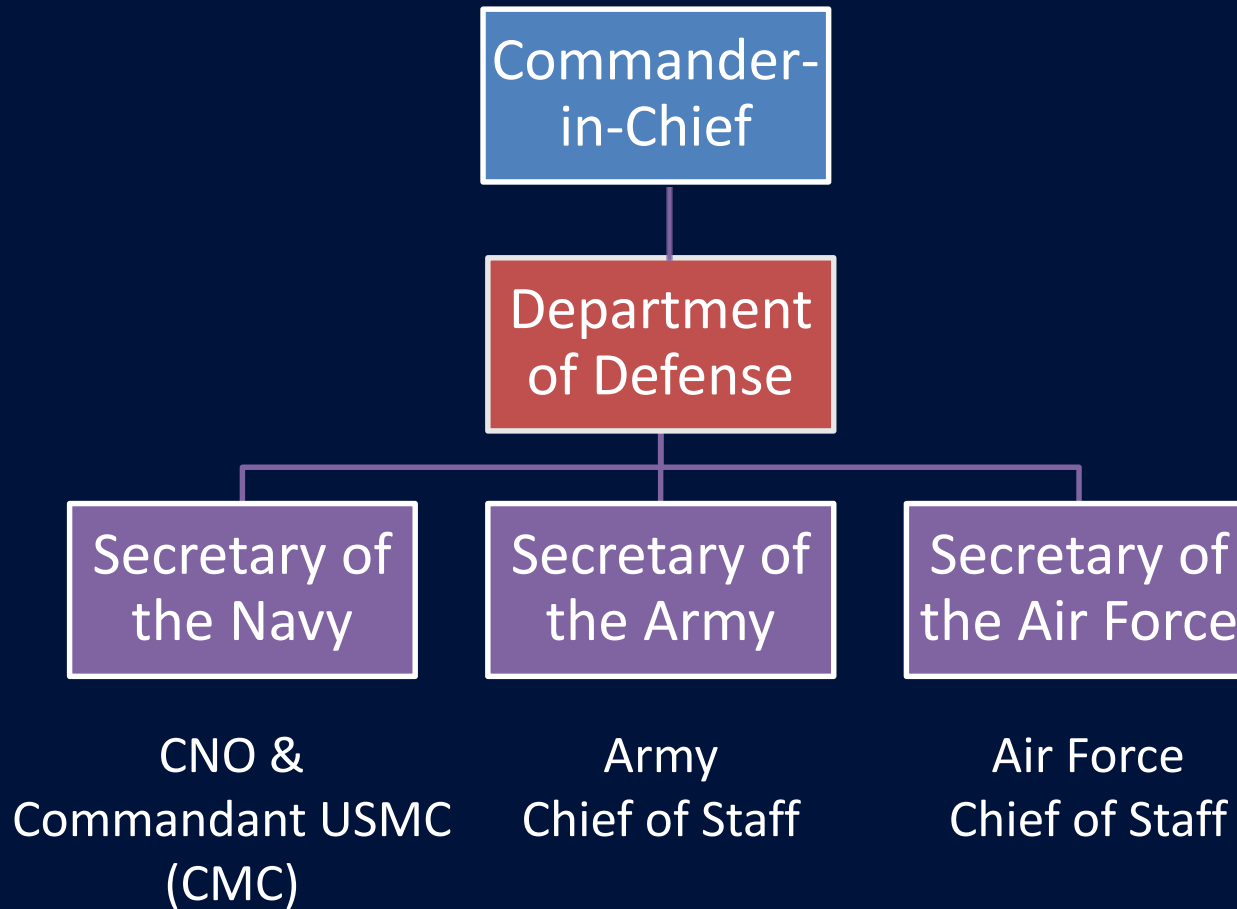 Commander-
in-Chief
Department
of Defense
Secretary of
the Navy
Secretary of
the Army
Secretary of
the Air Force
CNO &
Commandant USMC
(CMC)
Army
Chief of Staff
Air Force
Chief of Staff